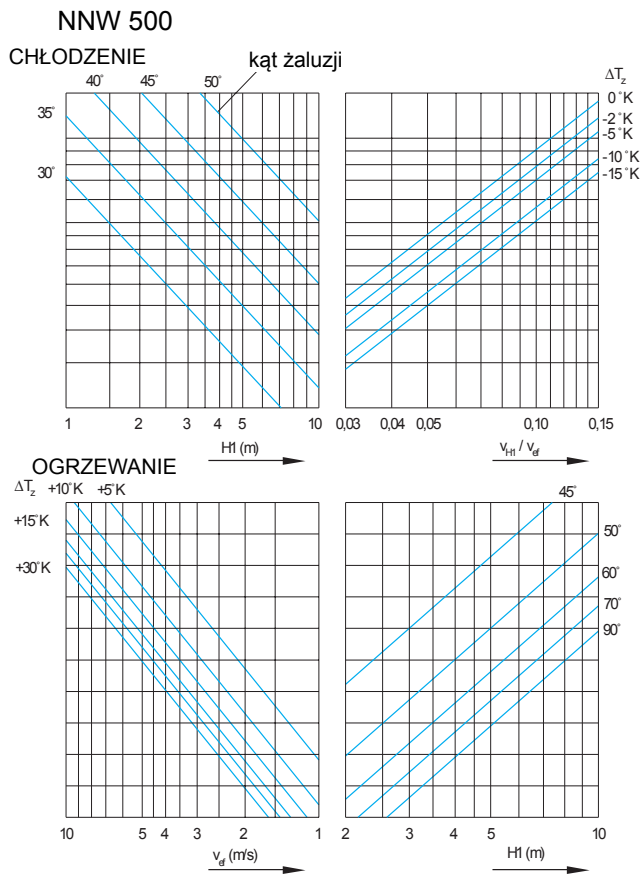 NNW 500
CHŁODZENIE
kąt żaluzji
40° 45° 50°
35°
30°
ΔTz
0°K
-2°K
-5°K
-10°K
-15°K
1 2 3 4 5 10
H1 (m)
0,03 0,04 0,05 0,10 0,15
vH1 / vef
OGRZEWANIE
ΔTz +10°K +5°K
+15°K
+30°K
45°
50°
60°
70°
90°
10 5 4 3 2 1
vef (m/s)
2 3 4 5 10
H1 (m)